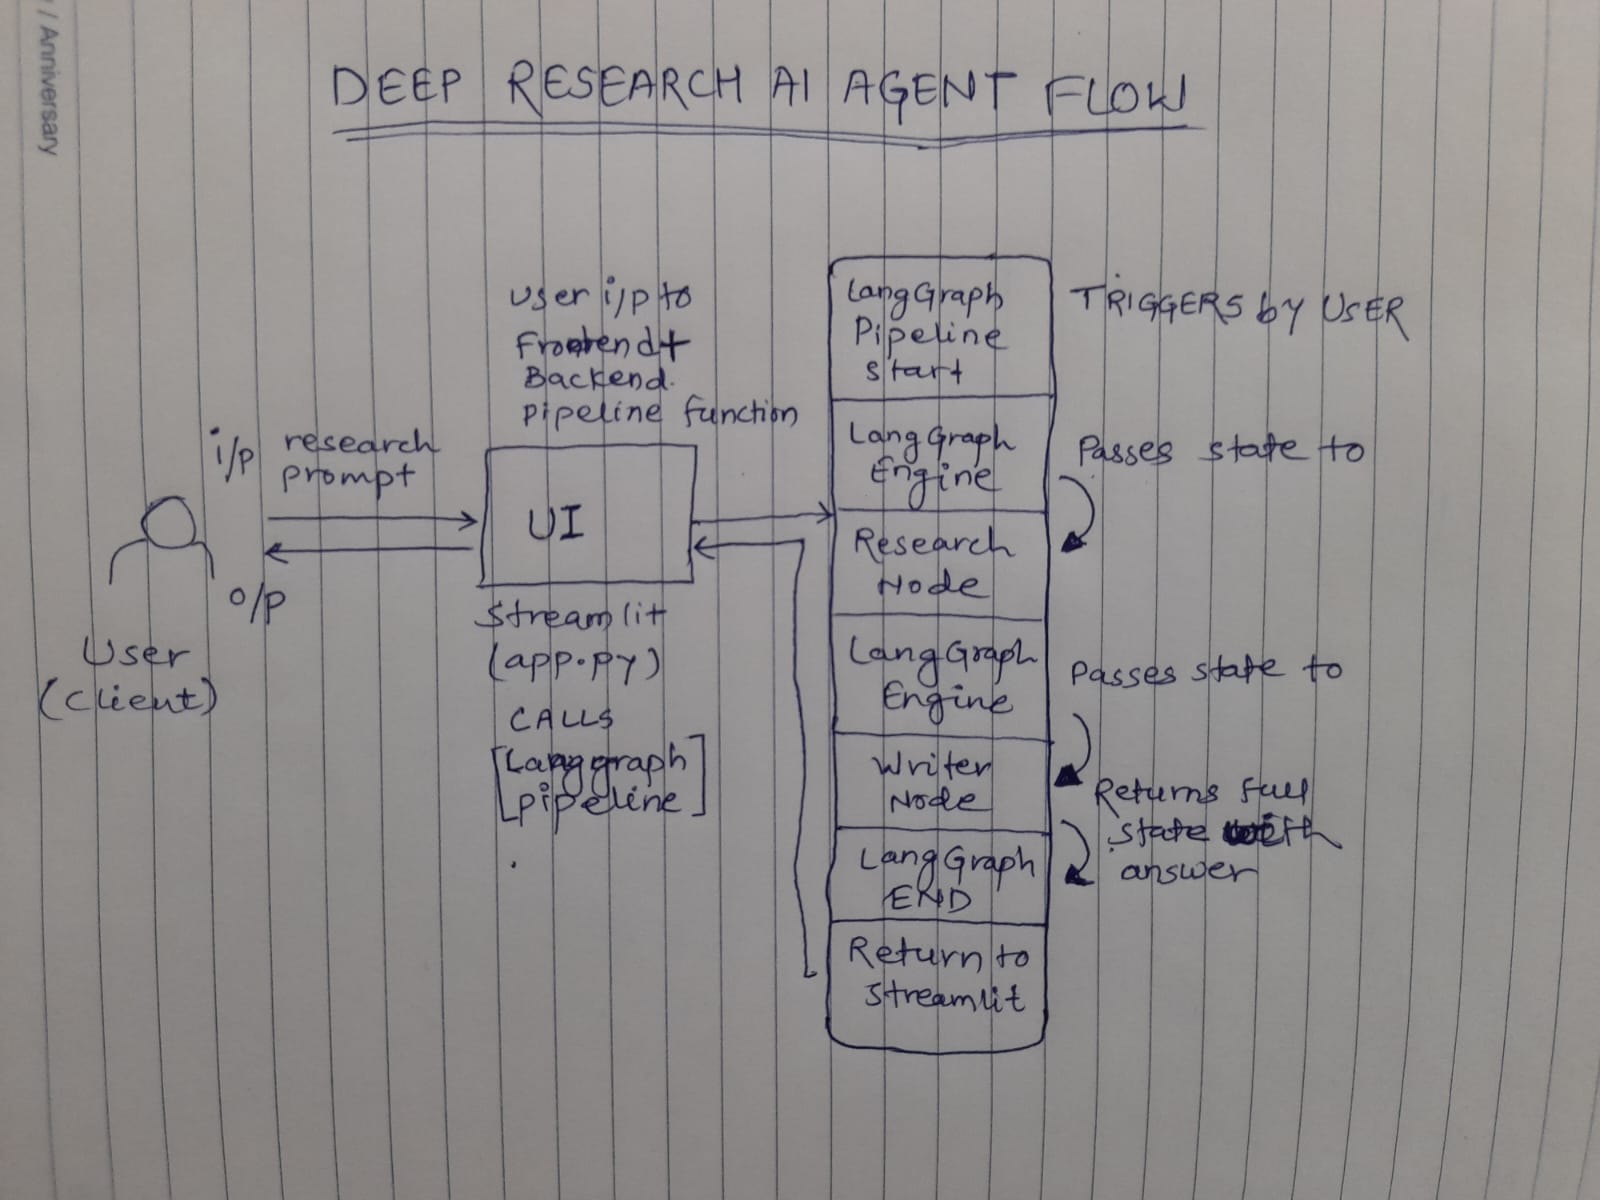 / Anniversary
DEEP RESEARCH AI AGENT FLOW
i/p research
prompt
o/p
User
(Client)
User i/p to
Frontend+
Backend.
pipeline function
UI
Streamlit
(app.py)
CALLS
[Langgraph
pipeline]
LangGraph
Pipeline
Start
TRIGGERS by USER
LangGraph
Engine
Passes state to
Research
Node
LangGraph
Engine
Passes state to
Writer
Node
Returns full
state with
answer
LangGraph
END
Return to
Streamlit